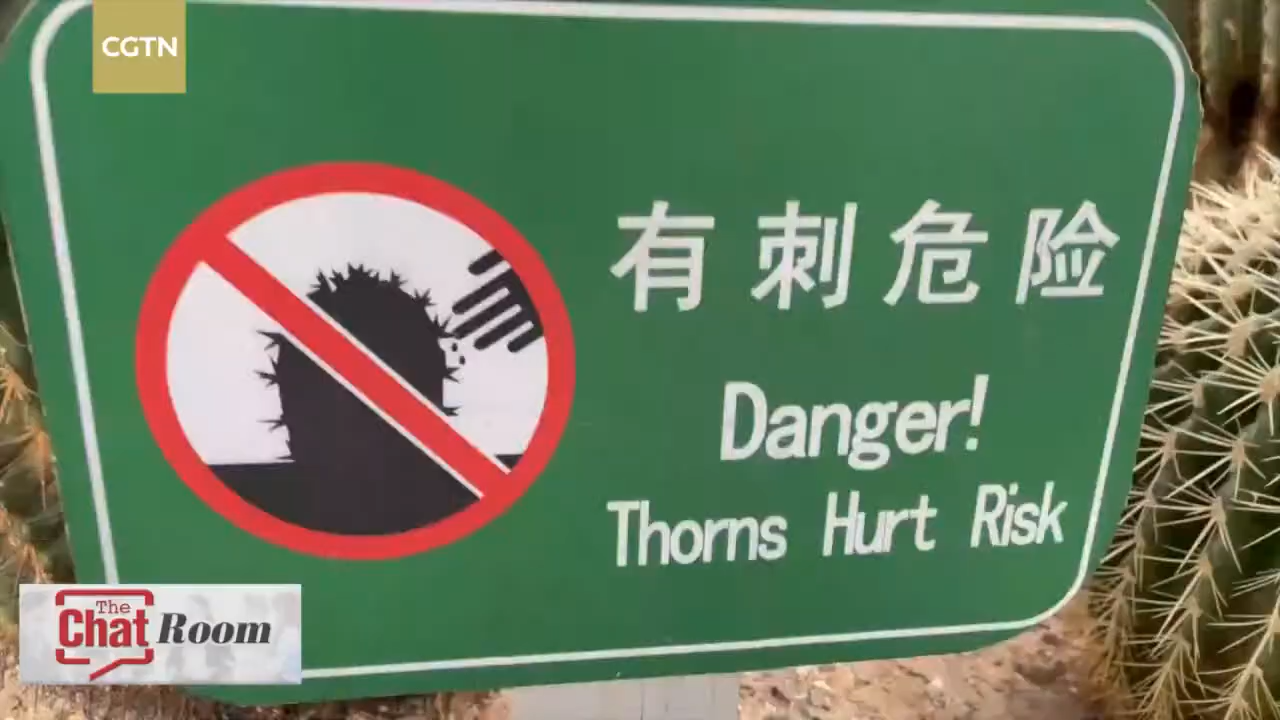 CGTN
有刺危险
Danger!
Thorns Hurt Risk
The
Chat Room